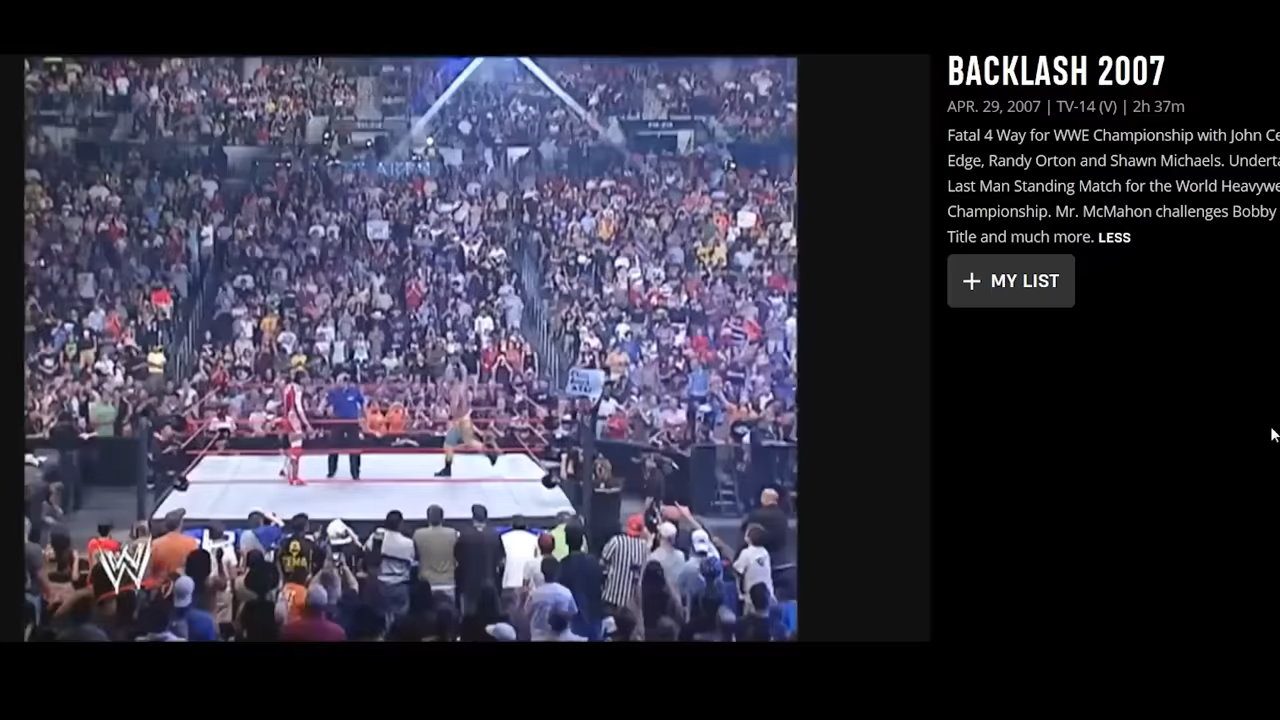 BACKLASH 2007
APR. 29, 2007 | TV-14 (V) | 2h 37m
Fatal 4 Way for WWE Championship with John Ce
Edge, Randy Orton and Shawn Michaels. Underta
Last Man Standing Match for the World Heavywe
Championship. Mr. McMahon challenges Bobby
Title and much more. LESS
+ MY LIST
W